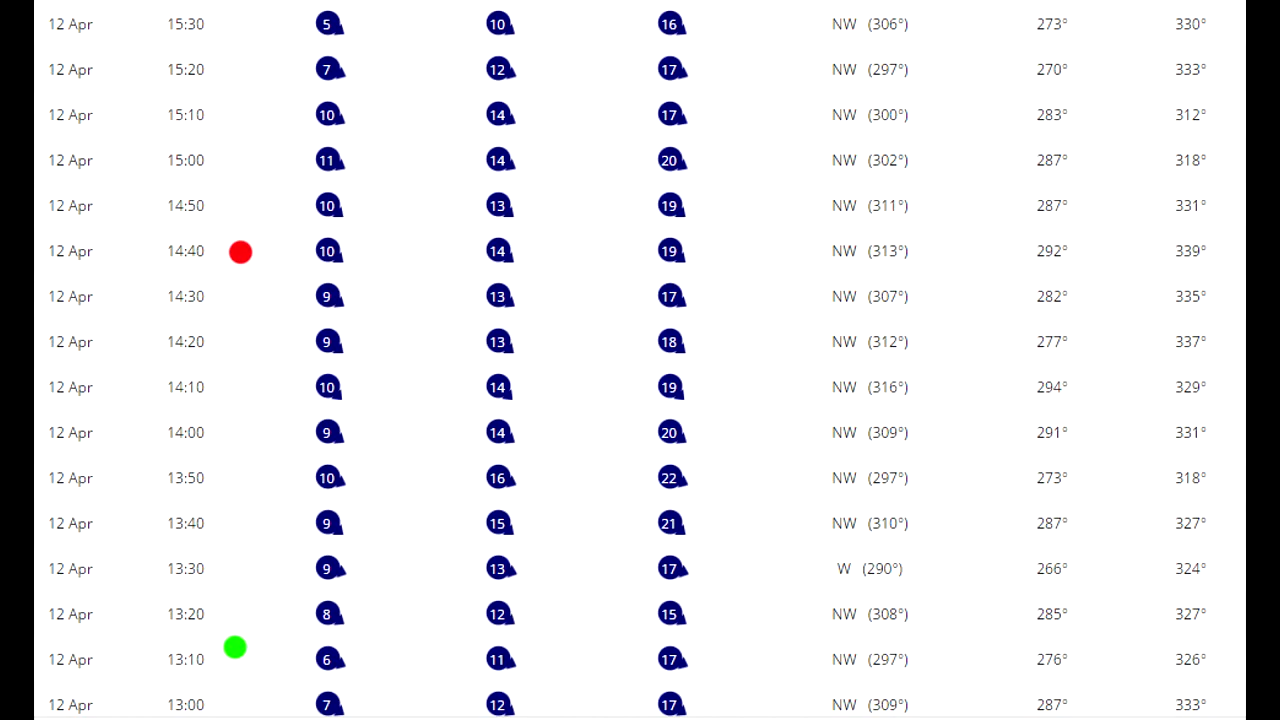 12 Apr 15:30 5 10 16 NW (306°) 273° 330°
12 Apr 15:20 7 12 17 NW (297°) 270° 333°
12 Apr 15:10 10 14 17 NW (300°) 283° 312°
12 Apr 15:00 11 14 20 NW (302°) 287° 318°
12 Apr 14:50 10 13 19 NW (311°) 287° 331°
12 Apr 14:40 10 14 19 NW (313°) 292° 339°
12 Apr 14:30 9 13 17 NW (307°) 282° 335°
12 Apr 14:20 9 13 18 NW (312°) 277° 337°
12 Apr 14:10 10 14 19 NW (316°) 294° 329°
12 Apr 14:00 9 14 20 NW (309°) 291° 331°
12 Apr 13:50 10 16 22 NW (297°) 273° 318°
12 Apr 13:40 9 15 21 NW (310°) 287° 327°
12 Apr 13:30 9 13 17 W (290°) 266° 324°
12 Apr 13:20 8 12 15 NW (308°) 285° 327°
12 Apr 13:10 6 11 17 NW (297°) 276° 326°
12 Apr 13:00 7 12 17 NW (309°) 287° 333°